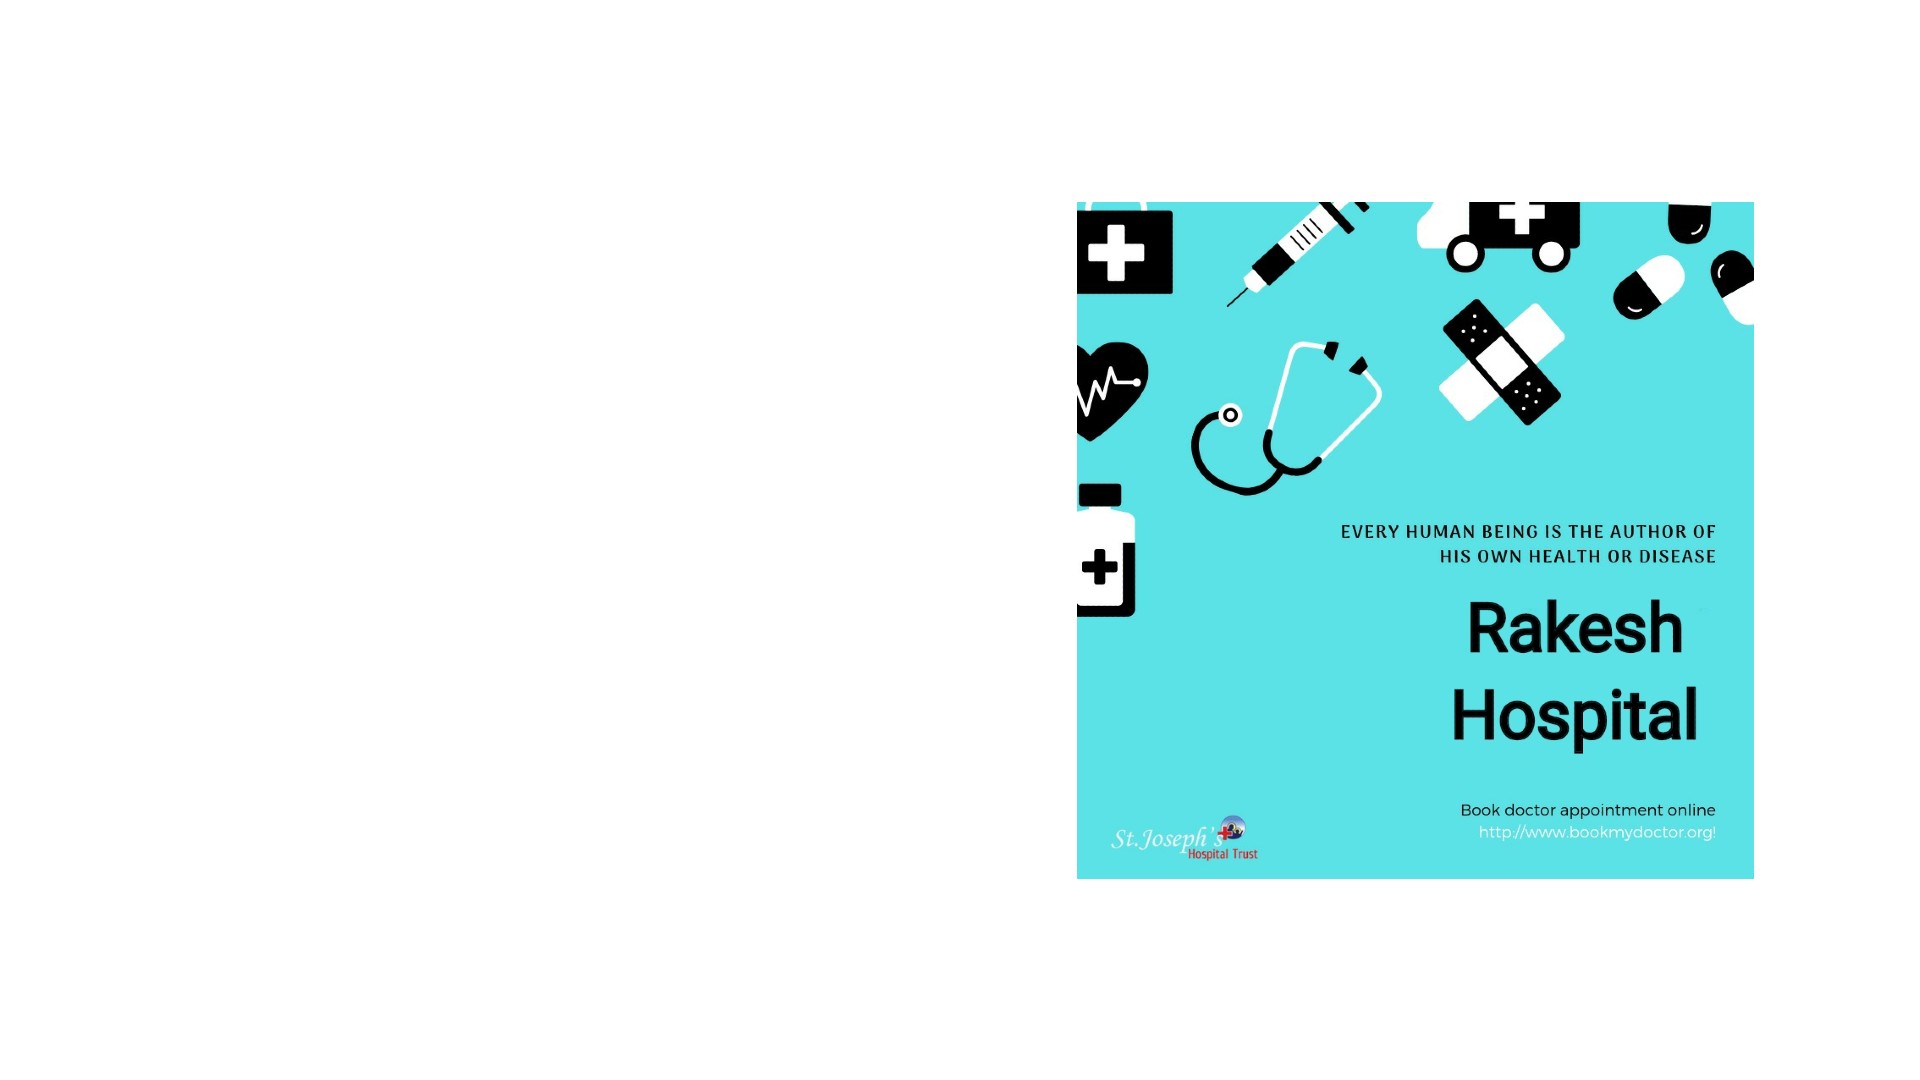 EVERY HUMAN BEING IS THE AUTHOR OF
HIS OWN HEALTH OR DISEASE
Rakesh
Hospital
Book doctor appointment online
http://www.bookmydoctor.org!
St.Joseph's
Hospital Trust